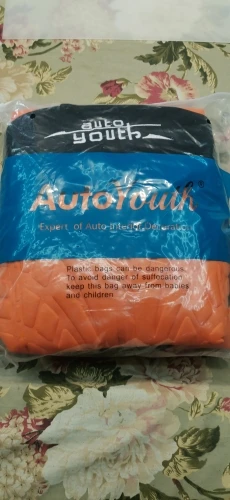 auto
youth
AutoYouth®
Expert of Auto Interior Decoration
Plastic bags can be dangerous.
To avoid danger of suffocation,
keep this bag away from babies
and children